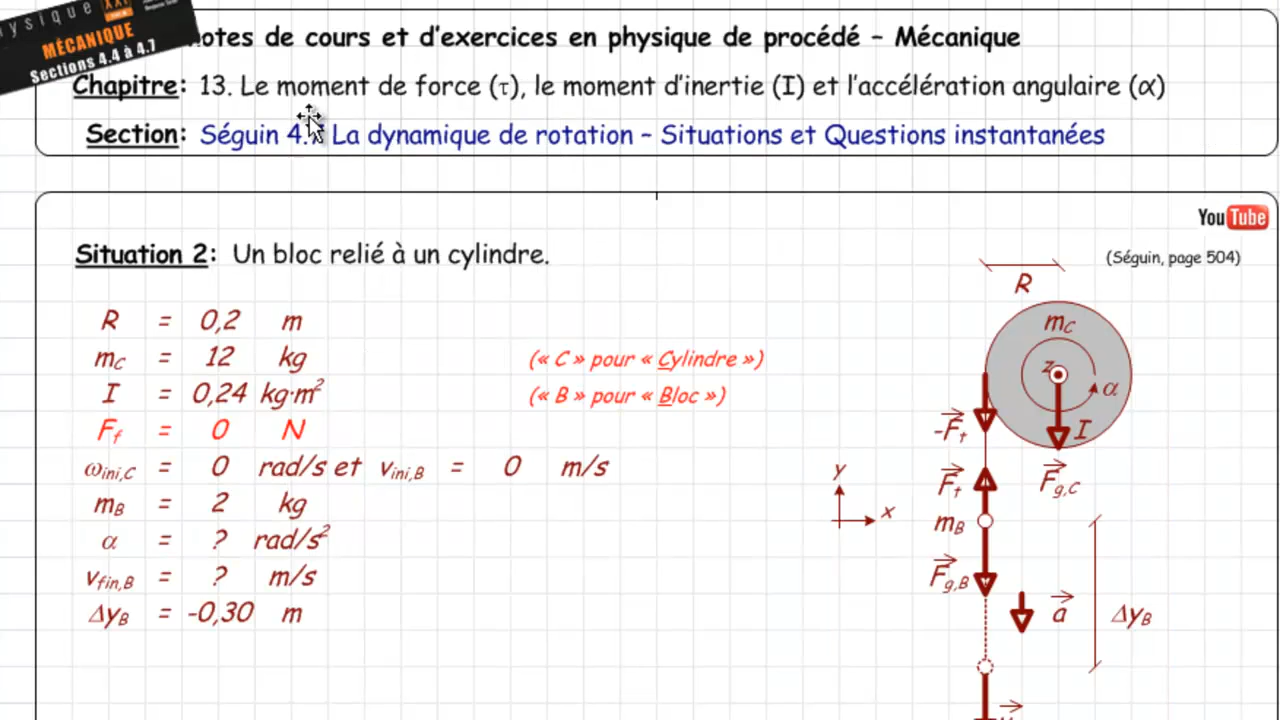 ysique XXI
MÉCANIQUE
Sections 4.4 à 4.7
notes de cours et d'exercices en physique de procédé – Mécanique
Chapitre: 13. Le moment de force (τ), le moment d'inertie (I) et l'accélération angulaire (α)
Section: Séguin 4.7 La dynamique de rotation – Situations et Questions instantanées
YouTube
Situation 2: Un bloc relié à un cylindre.
(Séguin, page 504)
R = 0,2 m
m_C = 12 kg (« C » pour « Cylindre »)
I = 0,24 kg·m² (« B » pour « Bloc »)
F_f = 0 N
ω_ini,C = 0 rad/s et v_ini,B = 0 m/s
m_B = 2 kg
α = ? rad/s²
v_fin,B = ? m/s
Δy_B = -0,30 m
R
m_C
z
α
-F_t
I
F_g,C
y
x
F_t
m_B
F_g,B
a
Δy_B